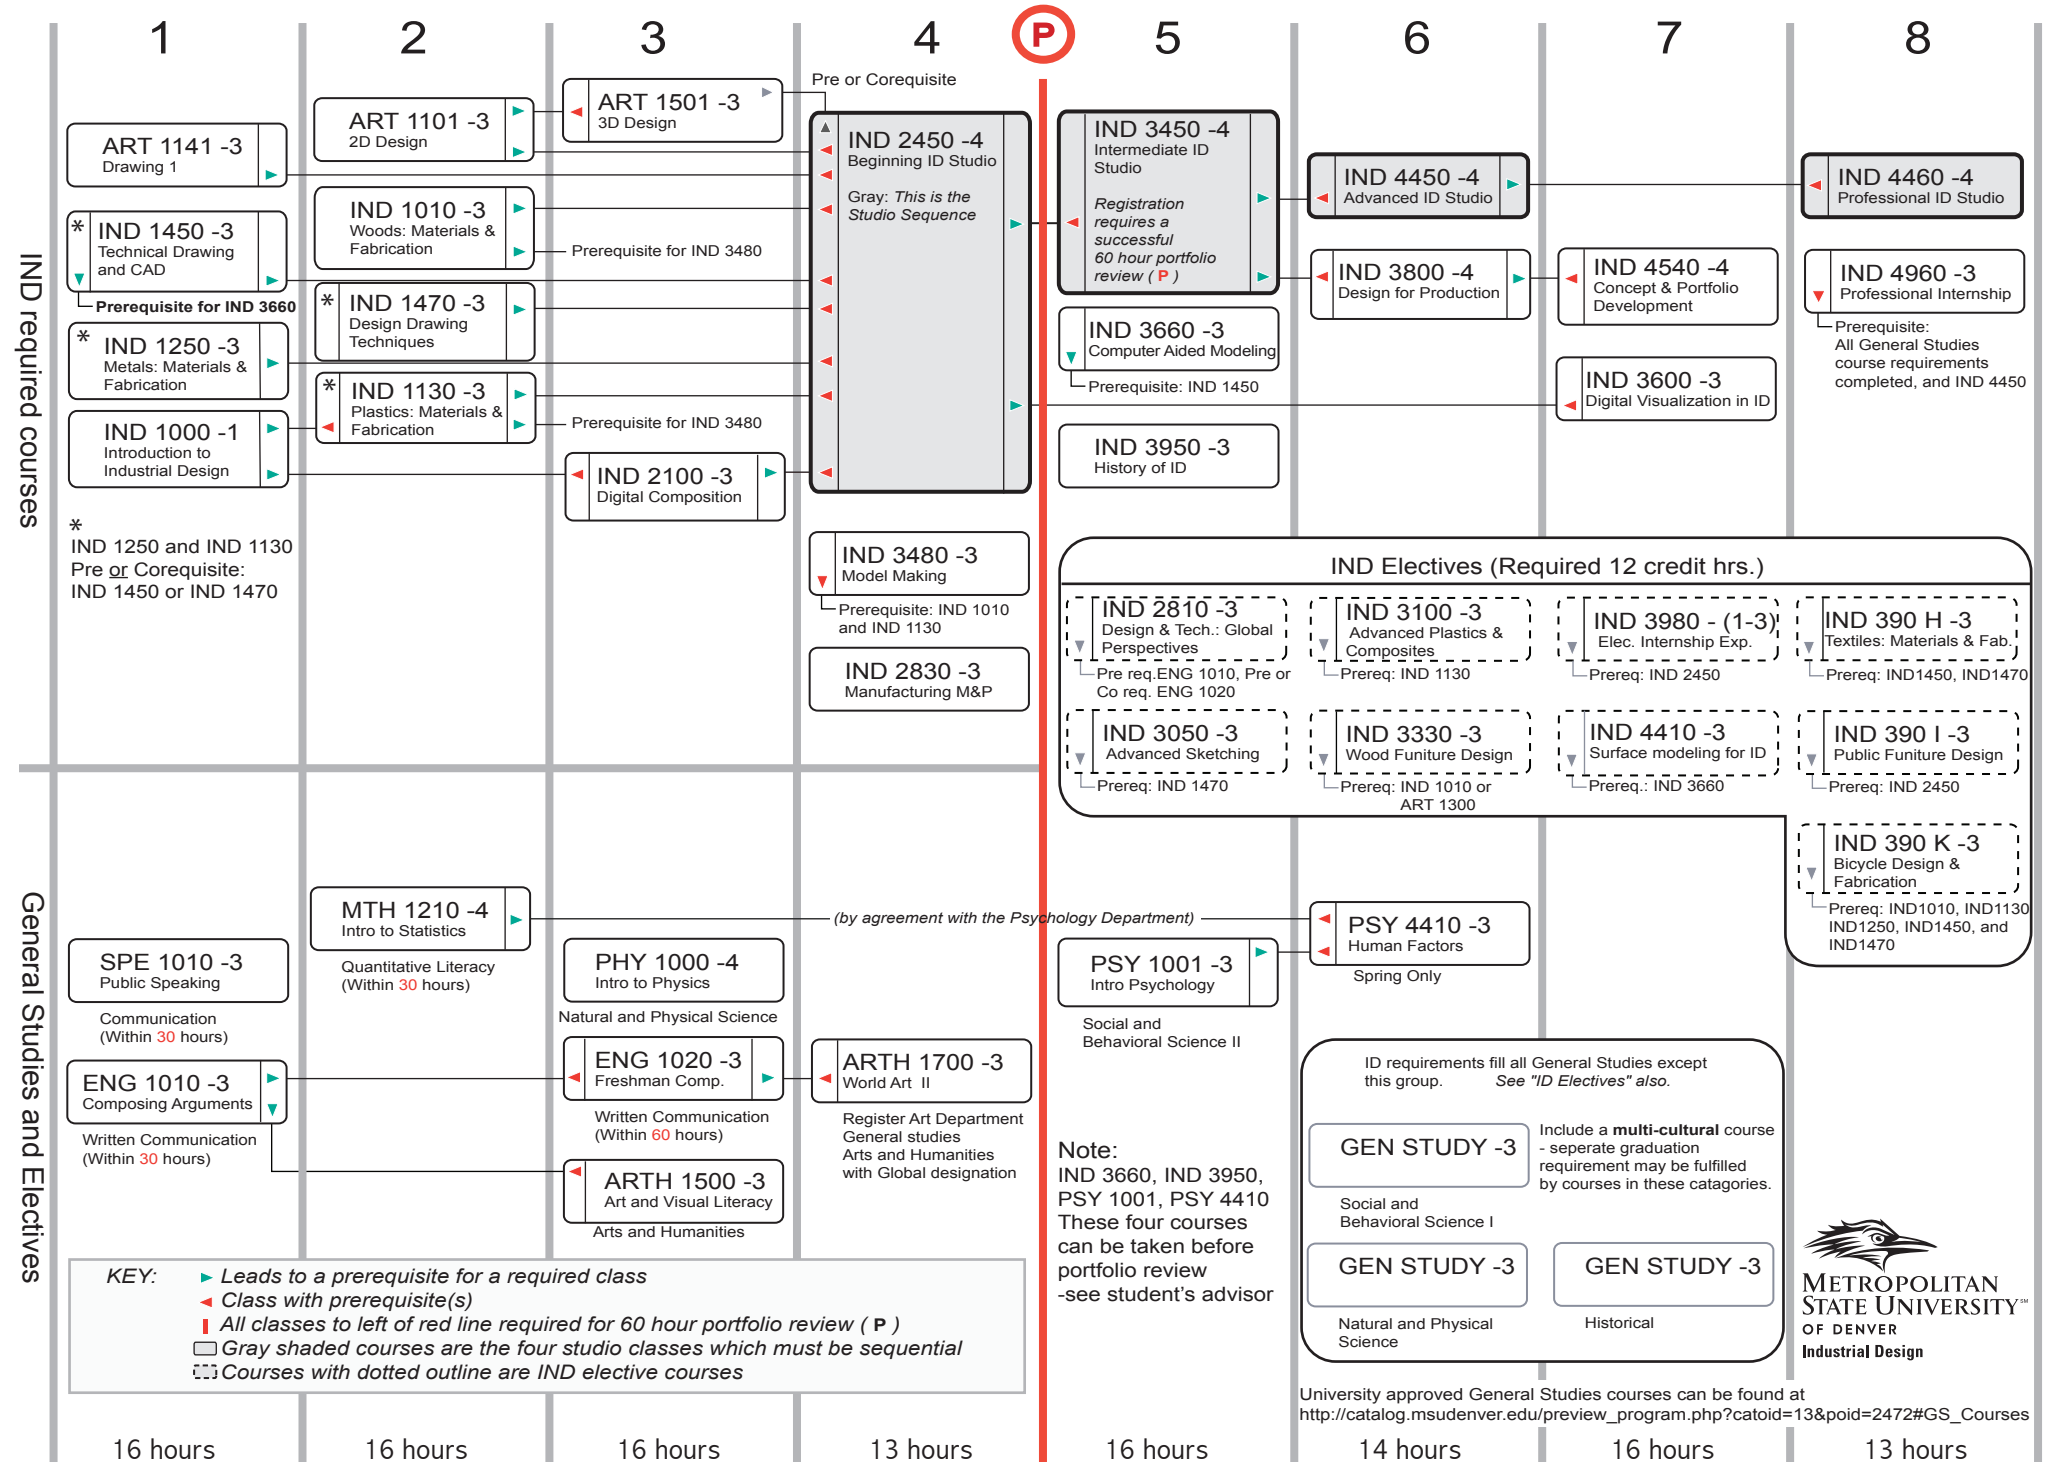 1
2
3
4
P
5
6
7
8
IND required courses
General Studies and Electives
ART 1141 -3
Drawing 1
*
IND 1450 -3
Technical Drawing
and CAD
Prerequisite for IND 3660
*
IND 1250 -3
Metals: Materials &
Fabrication
IND 1000 -1
Introduction to
Industrial Design
*
IND 1250 and IND 1130
Pre or Corequisite:
IND 1450 or IND 1470
ART 1101 -3
2D Design
IND 1010 -3
Woods: Materials &
Fabrication
Prerequisite for IND 3480
*
IND 1470 -3
Design Drawing
Techniques
*
IND 1130 -3
Plastics: Materials &
Fabrication
Prerequisite for IND 3480
ART 1501 -3
3D Design
IND 2100 -3
Digital Composition
Pre or Corequisite
IND 2450 -4
Beginning ID Studio
Gray: This is the
Studio Sequence
IND 3480 -3
Model Making
Prerequisite: IND 1010
and IND 1130
IND 2830 -3
Manufacturing M&P
IND 3450 -4
Intermediate ID
Studio
Registration
requires a
successful
60 hour portfolio
review ( P )
IND 3660 -3
Computer Aided Modeling
Prerequisite: IND 1450
IND 3950 -3
History of ID
IND 4450 -4
Advanced ID Studio
IND 3800 -4
Design for Production
IND 4540 -4
Concept & Portfolio
Development
IND 3600 -3
Digital Visualization in ID
IND 4460 -4
Professional ID Studio
IND 4960 -3
Professional Internship
Prerequisite:
All General Studies
course requirements
completed, and IND 4450
IND Electives (Required 12 credit hrs.)
IND 2810 -3
Design & Tech.: Global
Perspectives
Pre req.ENG 1010, Pre or
Co req. ENG 1020
IND 3100 -3
Advanced Plastics &
Composites
Prereq: IND 1130
IND 3980 - (1-3)
Elec. Internship Exp.
Prereq: IND 2450
IND 390 H -3
Textiles: Materials & Fab.
Prereq: IND1450, IND1470
IND 3050 -3
Advanced Sketching
Prereq: IND 1470
IND 3330 -3
Wood Funiture Design
Prereq: IND 1010 or
ART 1300
IND 4410 -3
Surface modeling for ID
Prereq.: IND 3660
IND 390 I -3
Public Funiture Design
Prereq: IND 2450
IND 390 K -3
Bicycle Design &
Fabrication
Prereq: IND1010, IND1130
IND1250, IND1450, and
IND1470
SPE 1010 -3
Public Speaking
Communication
(Within 30 hours)
ENG 1010 -3
Composing Arguments
Written Communication
(Within 30 hours)
MTH 1210 -4
Intro to Statistics
Quantitative Literacy
(Within 30 hours)
(by agreement with the Psychology Department)
PHY 1000 -4
Intro to Physics
Natural and Physical Science
ENG 1020 -3
Freshman Comp.
Written Communication
(Within 60 hours)
ARTH 1500 -3
Art and Visual Literacy
Arts and Humanities
ARTH 1700 -3
World Art II
Register Art Department
General studies
Arts and Humanities
with Global designation
PSY 1001 -3
Intro Psychology
Social and
Behavioral Science II
PSY 4410 -3
Human Factors
Spring Only
Note:
IND 3660, IND 3950,
PSY 1001, PSY 4410
These four courses
can be taken before
portfolio review
-see student's advisor
ID requirements fill all General Studies except
this group. See "ID Electives" also.
GEN STUDY -3
Social and
Behavioral Science I
Include a multi-cultural course
- seperate graduation
requirement may be fulfilled
by courses in these catagories.
GEN STUDY -3
Natural and Physical
Science
GEN STUDY -3
Historical
METROPOLITAN
STATE UNIVERSITY℠
OF DENVER
Industrial Design
KEY:
Leads to a prerequisite for a required class
Class with prerequisite(s)
All classes to left of red line required for 60 hour portfolio review ( P )
Gray shaded courses are the four studio classes which must be sequential
Courses with dotted outline are IND elective courses
University approved General Studies courses can be found at
http://catalog.msudenver.edu/preview_program.php?catoid=13&poid=2472#GS_Courses
16 hours
16 hours
16 hours
13 hours
16 hours
14 hours
16 hours
13 hours